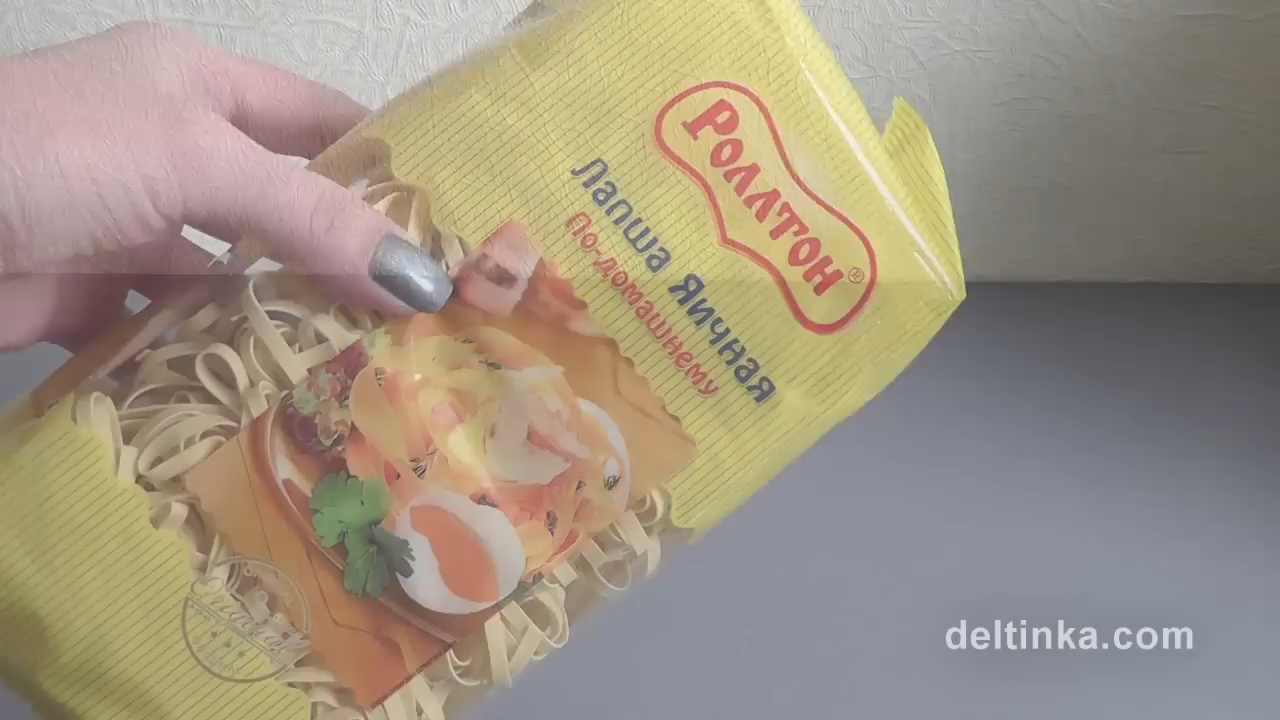 Роллтон®
Лапша Яичная
По-домашнему
deltinka.com